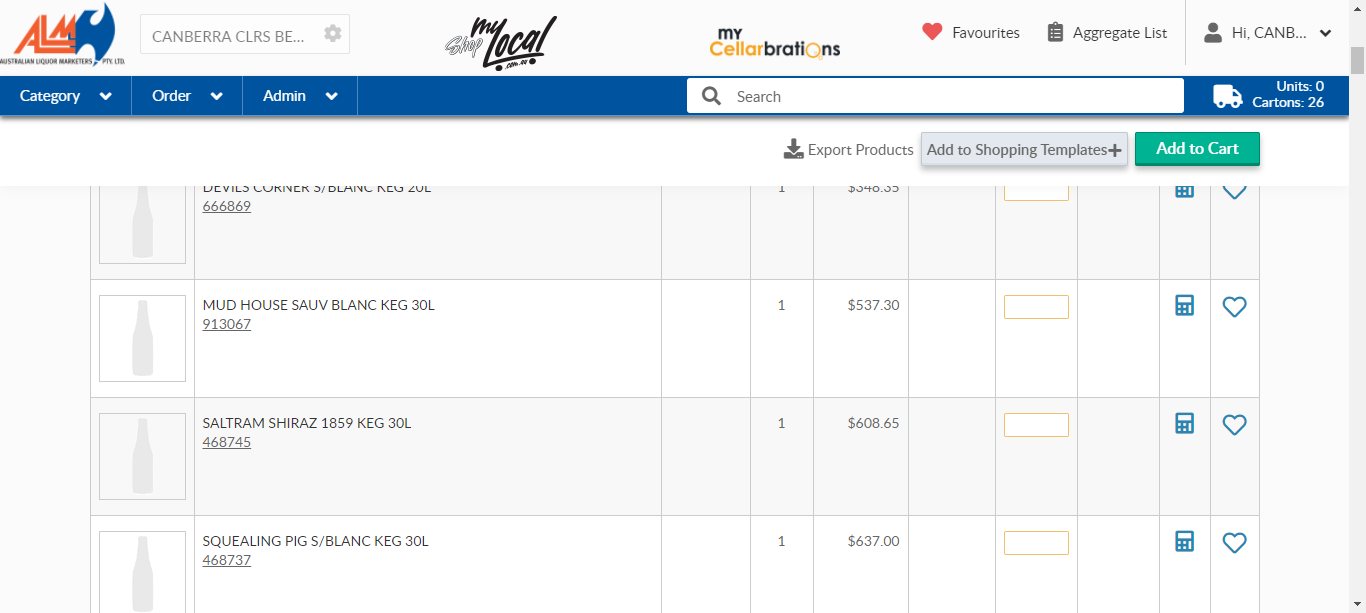 ALM
AUSTRALIAN LIQUOR MARKETERS PTY. LTD.
CANBERRA CLRS BE...
my
Shop Local
.com.au
my
Cellarbrations
Favourites
Aggregate List
Hi, CANB...
Category
Order
Admin
Search
Units: 0
Cartons: 26
Export Products
Add to Shopping Templates+
Add to Cart
DEVILS CORNER S/BLANC KEG 20L
666869
1
$348.35
MUD HOUSE SAUV BLANC KEG 30L
913067
1
$537.30
SALTRAM SHIRAZ 1859 KEG 30L
468745
1
$608.65
SQUEALING PIG S/BLANC KEG 30L
468737
1
$637.00